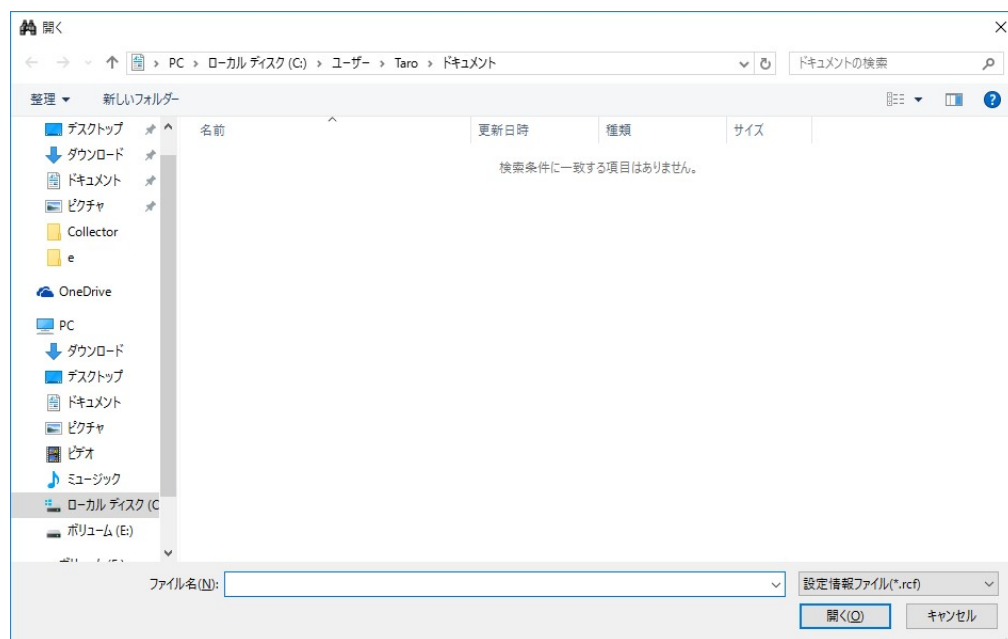 開く
PC › ローカル ディスク (C:) › ユーザー › Taro › ドキュメント
ドキュメントの検索
整理
新しいフォルダー
デスクトップ
ダウンロード
ドキュメント
ピクチャ
Collector
e
OneDrive
PC
ダウンロード
デスクトップ
ドキュメント
ピクチャ
ビデオ
ミュージック
ローカル ディスク (C
ボリューム (E:)
名前
更新日時
種類
サイズ
検索条件に一致する項目はありません。
ファイル名(N):
設定情報ファイル(*.rcf)
開く(O)
キャンセル